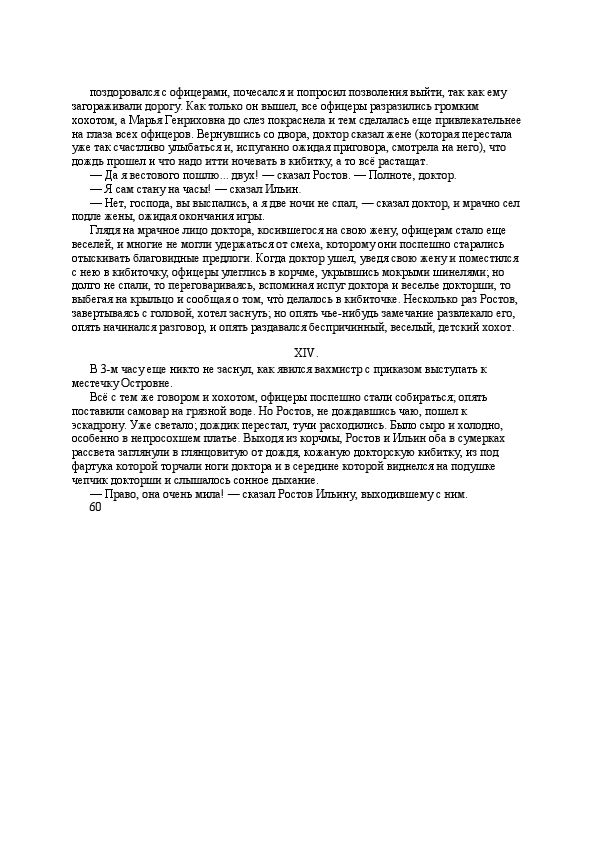 поздоровался с офицерами, почесался и попросил позволения выйти, так как ему
загораживали дорогу. Как только он вышел, все офицеры разразились громким
хохотом, а Марья Генриховна до слез покраснела и тем сделалась еще привлекательнее
на глаза всех офицеров. Вернувшись со двора, доктор сказал жене (которая перестала
уже так счастливо улыбаться и, испуганно ожидая приговора, смотрела на него), что
дождь прошел и что надо итти ночевать в кибитку, а то всё растащат.
— Да я вестового пошлю... двух! — сказал Ростов. — Полноте, доктор.
— Я сам стану на часы! — сказал Ильин.
— Нет, господа, вы выспались, а я две ночи не спал, — сказал доктор, и мрачно сел
подле жены, ожидая окончания игры.
Глядя на мрачное лицо доктора, косившегося на свою жену, офицерам стало еще
веселей, и многие не могли удержаться от смеха, которому они поспешно старались
отыскивать благовидные предлоги. Когда доктор ушел, уведя свою жену и поместился
с нею в кибиточку, офицеры улеглись в корчме, укрывшись мокрыми шинелями; но
долго не спали, то переговариваясь, вспоминая испуг доктора и веселье докторши, то
выбегая на крыльцо и сообщая о том, чтò делалось в кибиточке. Несколько раз Ростов,
завертываясь с головой, хотел заснуть; но опять чье-нибудь замечание развлекало его,
опять начинался разговор, и опять раздавался беспричинный, веселый, детский хохот.
XIV.
В 3-м часу еще никто не заснул, как явился вахмистр с приказом выступать к
местечку Островне.
Всё с тем же говором и хохотом, офицеры поспешно стали собираться; опять
поставили самовар на грязной воде. Но Ростов, не дождавшись чаю, пошел к
эскадрону. Уже светало; дождик перестал, тучи расходились. Было сыро и холодно,
особенно в непросохшем платье. Выходя из корчмы, Ростов и Ильин оба в сумерках
рассвета заглянули в глянцовитую от дождя, кожаную докторскую кибитку, из под
фартука которой торчали ноги доктора и в середине которой виднелся на подушке
чепчик докторши и слышалось сонное дыхание.
— Право, она очень мила! — сказал Ростов Ильину, выходившему с ним.
60